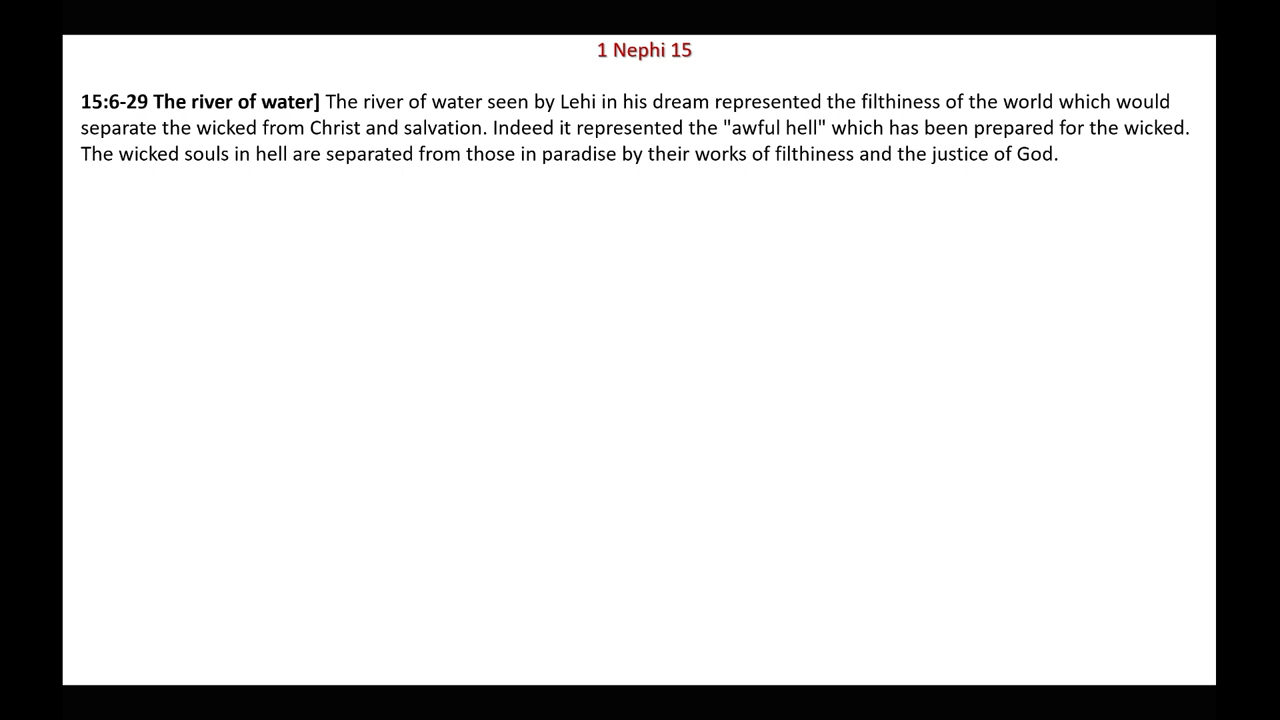 1 Nephi 15
15:6-29 The river of water] The river of water seen by Lehi in his dream represented the filthiness of the world which would
separate the wicked from Christ and salvation. Indeed it represented the "awful hell" which has been prepared for the wicked.
The wicked souls in hell are separated from those in paradise by their works of filthiness and the justice of God.